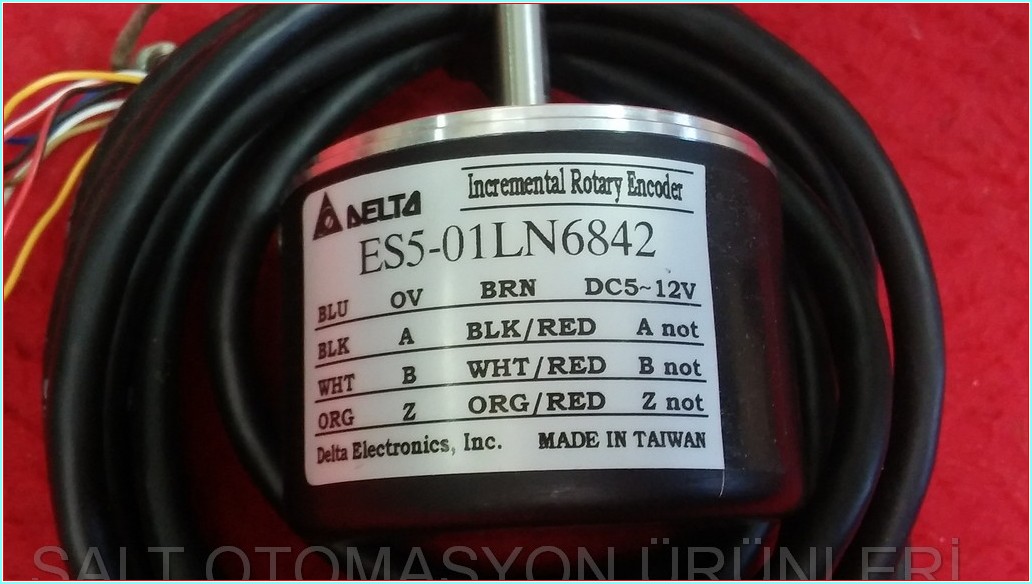 DELTA Incremental Rotary Encoder
ES5-01LN6842
BLU OV BRN DC5~12V
BLK A BLK/RED A not
WHT B WHT/RED B not
ORG Z ORG/RED Z not
Delta Electronics, Inc. MADE IN TAIWAN
SALT OTOMASYON ÜRÜNLERİ